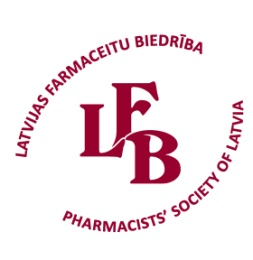 LATVIJAS FARMACEITU BIEDRĪBA
LFB
PHARMACISTS' SOCIETY OF LATVIA